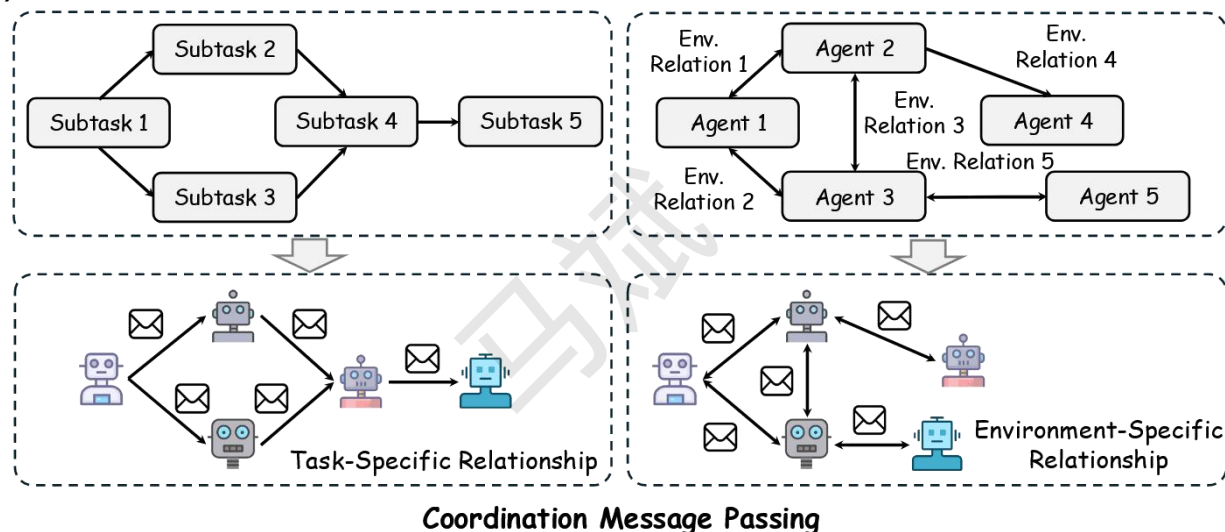 Subtask 1
Subtask 2
Subtask 3
Subtask 4
Subtask 5
Env.
Relation 1
Agent 2
Env.
Relation 4
Agent 1
Env.
Relation 3
Agent 4
Env. Relation 5
Env.
Relation 2
Agent 3
Agent 5
马斌
Task-Specific Relationship
Environment-Specific
Relationship
Coordination Message Passing